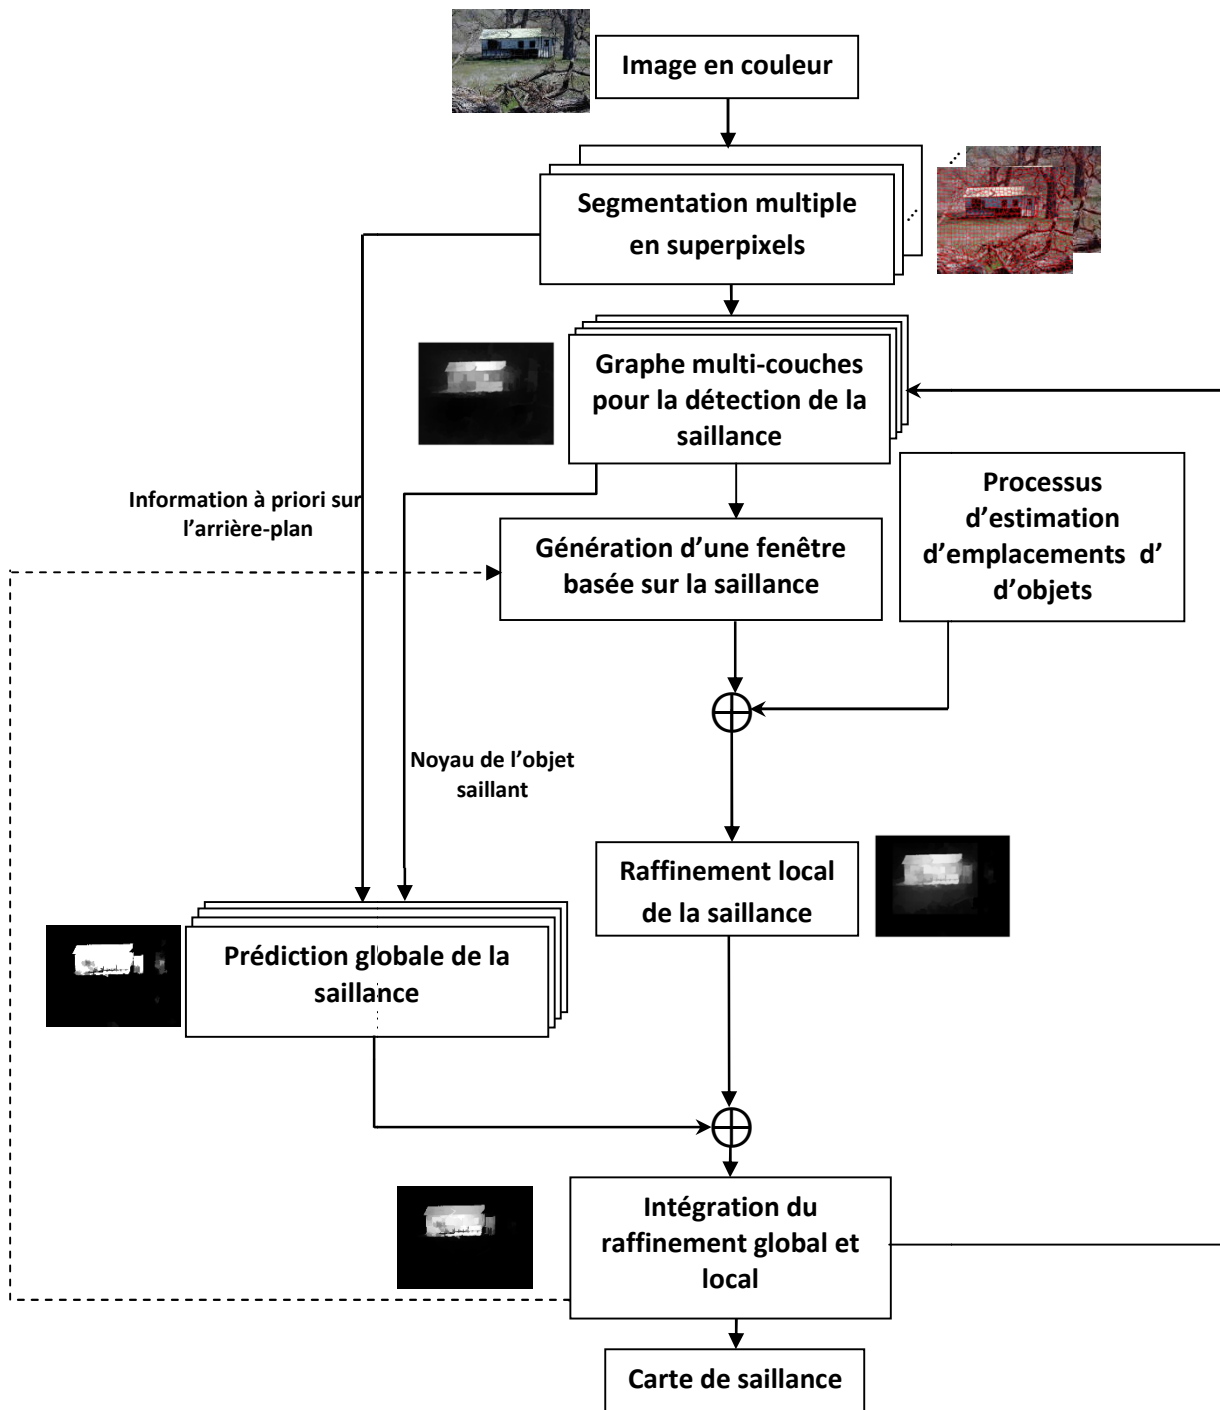 Image en couleur
Segmentation multiple
en superpixels
Graphe multi-couches
pour la détection de la
saillance
Processus
d'estimation
d'emplacements d'
d'objets
Information à priori sur
l'arrière-plan
Génération d'une fenêtre
basée sur la saillance
Noyau de l'objet
saillant
Raffinement local
de la saillance
Prédiction globale de la
saillance
Intégration du
raffinement global et
local
Carte de saillance